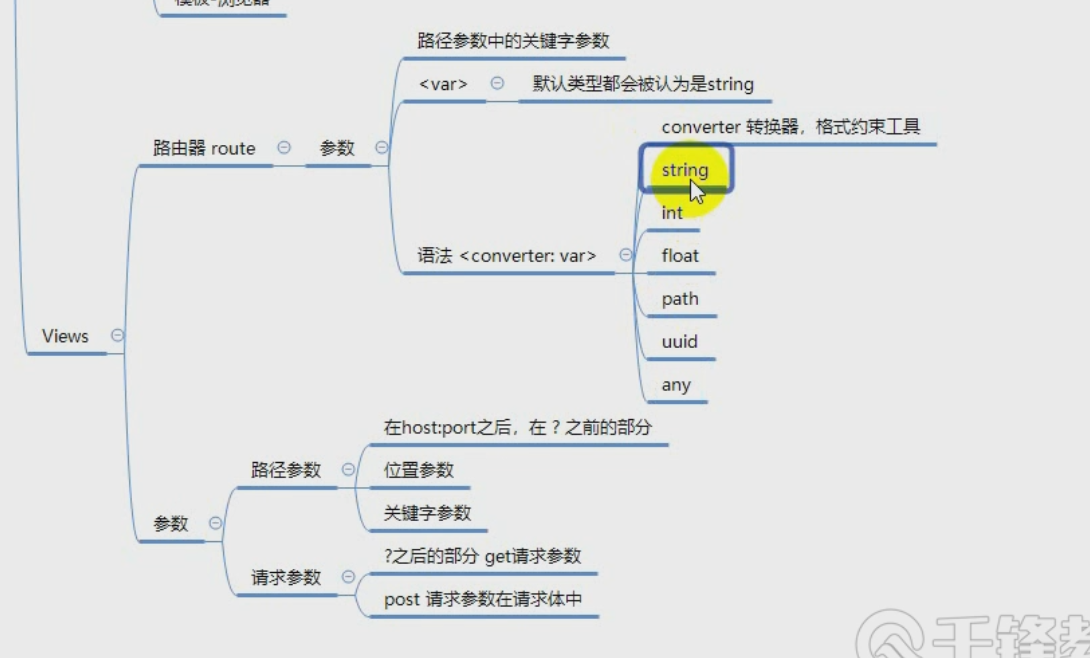 模板-浏览器
路径参数中的关键字参数
<var>
默认类型都会被认为是string
converter 转换器，格式约束工具
路由器 route
参数
string
int
语法 <converter: var>
float
path
uuid
any
Views
在host:port之后，在 ? 之前的部分
路径参数
位置参数
关键字参数
参数
?之后的部分 get请求参数
请求参数
post 请求参数在请求体中
千锋教